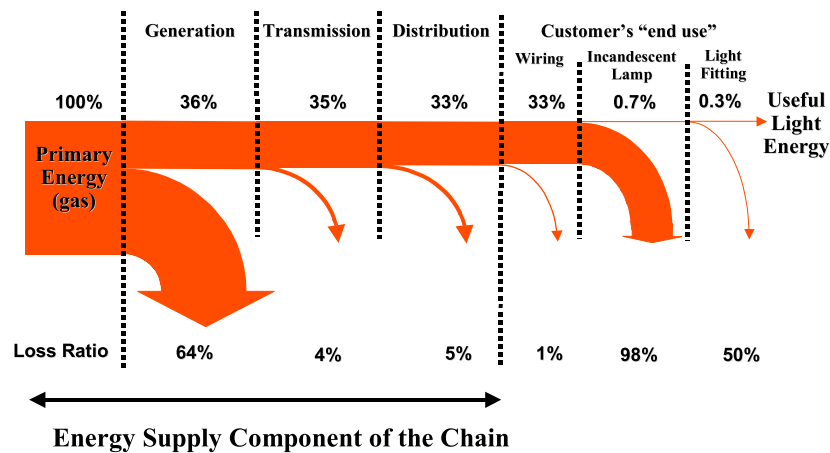 Generation Transmission Distribution Customer’s “end use”
Wiring Incandescent Lamp Light Fitting
100% 36% 35% 33% 33% 0.7% 0.3%
Useful
Light
Energy
Primary
Energy
(gas)
Loss Ratio 64% 4% 5% 1% 98% 50%
Energy Supply Component of the Chain